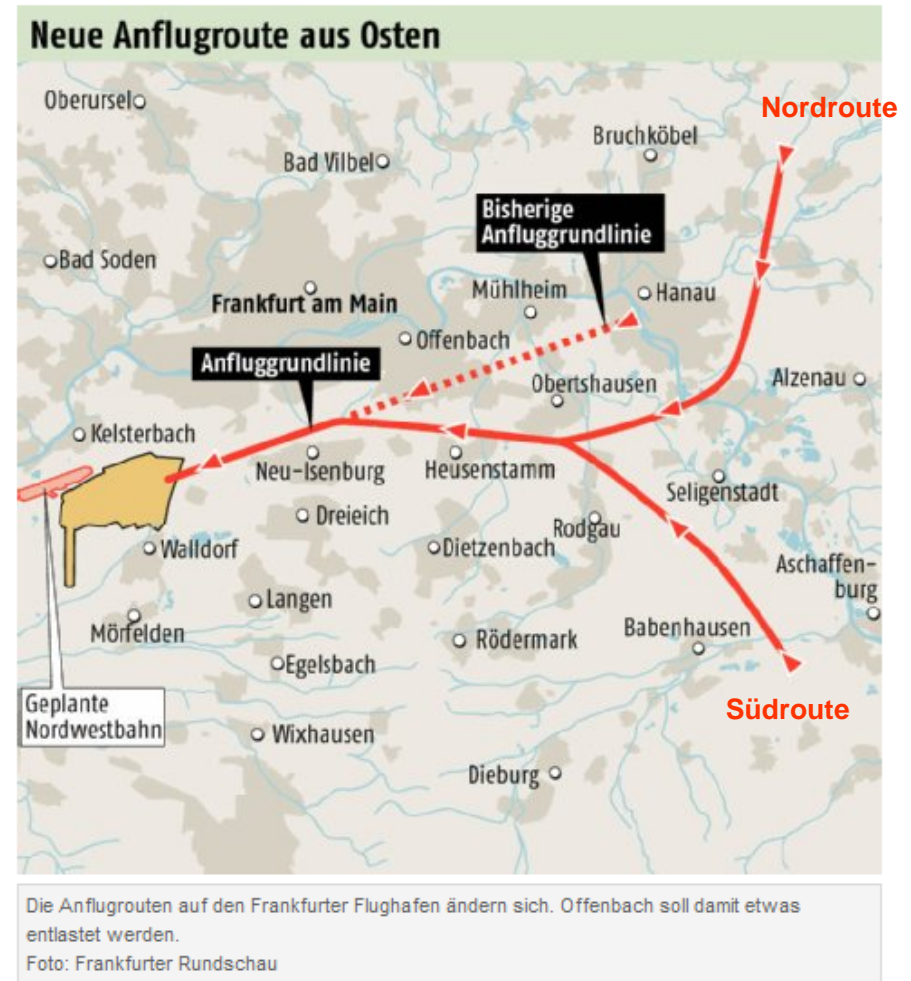 Neue Anflugroute aus Osten
Oberursel
Nordroute
Bruchköbel
Bad Vilbel
Bisherige
Anfluggrundlinie
Bad Soden
Mühlheim
Hanau
Frankfurt am Main
Offenbach
Anfluggrundlinie
Obertshausen
Alzenau
Kelsterbach
Neu-Isenburg
Heusenstamm
Seligenstadt
Dreieich
Rodgau
Walldorf
Dietzenbach
Aschaffen-
burg
Langen
Mörfelden
Rödermark
Babenhausen
Egelsbach
Geplante
Nordwestbahn
Südroute
Wixhausen
Dieburg
Die Anflugrouten auf den Frankfurter Flughafen ändern sich. Offenbach soll damit etwas
entlastet werden.
Foto: Frankfurter Rundschau